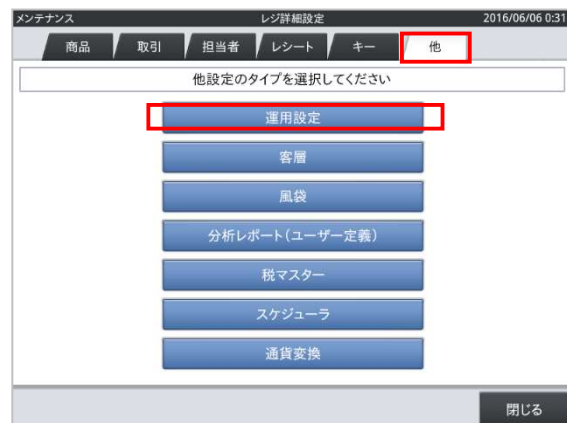 メンテナンス レジ詳細設定 2016/06/06 0:31
商品 取引 担当者 レシート キー 他
他設定のタイプを選択してください
運用設定
客層
風袋
分析レポート(ユーザー定義)
税マスター
スケジューラ
通貨変換
閉じる